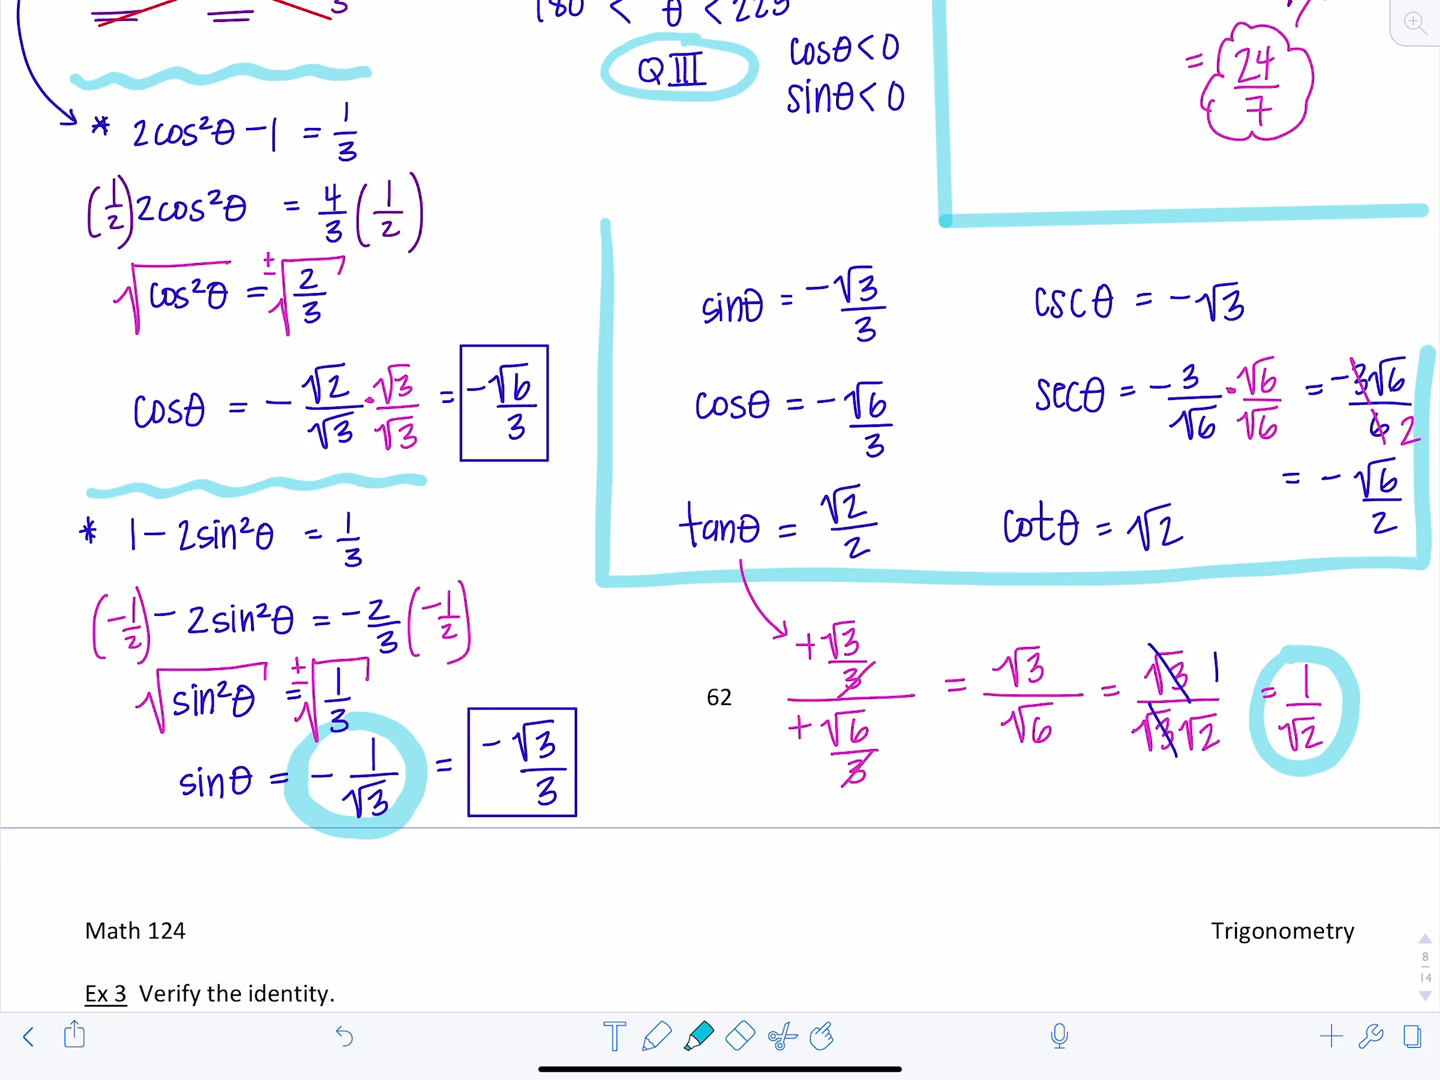 180 < θ < 225
QIII
cosθ < 0
sinθ < 0
= 24/7
* 2cos²θ - 1 = 1/3
(1/2) 2cos²θ = 4/3 (1/2)
√cos²θ = ±√(2/3)
cosθ = - √2/√3 · √3/√3 = -√6/3
* 1 - 2sin²θ = 1/3
(-1/2) - 2sin²θ = -2/3 (-1/2)
√sin²θ = ±√(1/3)
sinθ = - 1/√3 = -√3/3
sinθ = -√3/3
cscθ = -√3
cosθ = -√6/3
secθ = -3/√6 · √6/√6 = -3√6/6 2
= -√6/2
tanθ = √2/2
cotθ = √2
+√3/3 / +√6/3 = √3/√6 = √3 1/√3√2 = 1/√2
62
Math 124
Trigonometry
Ex 3 Verify the identity.
8
14
T